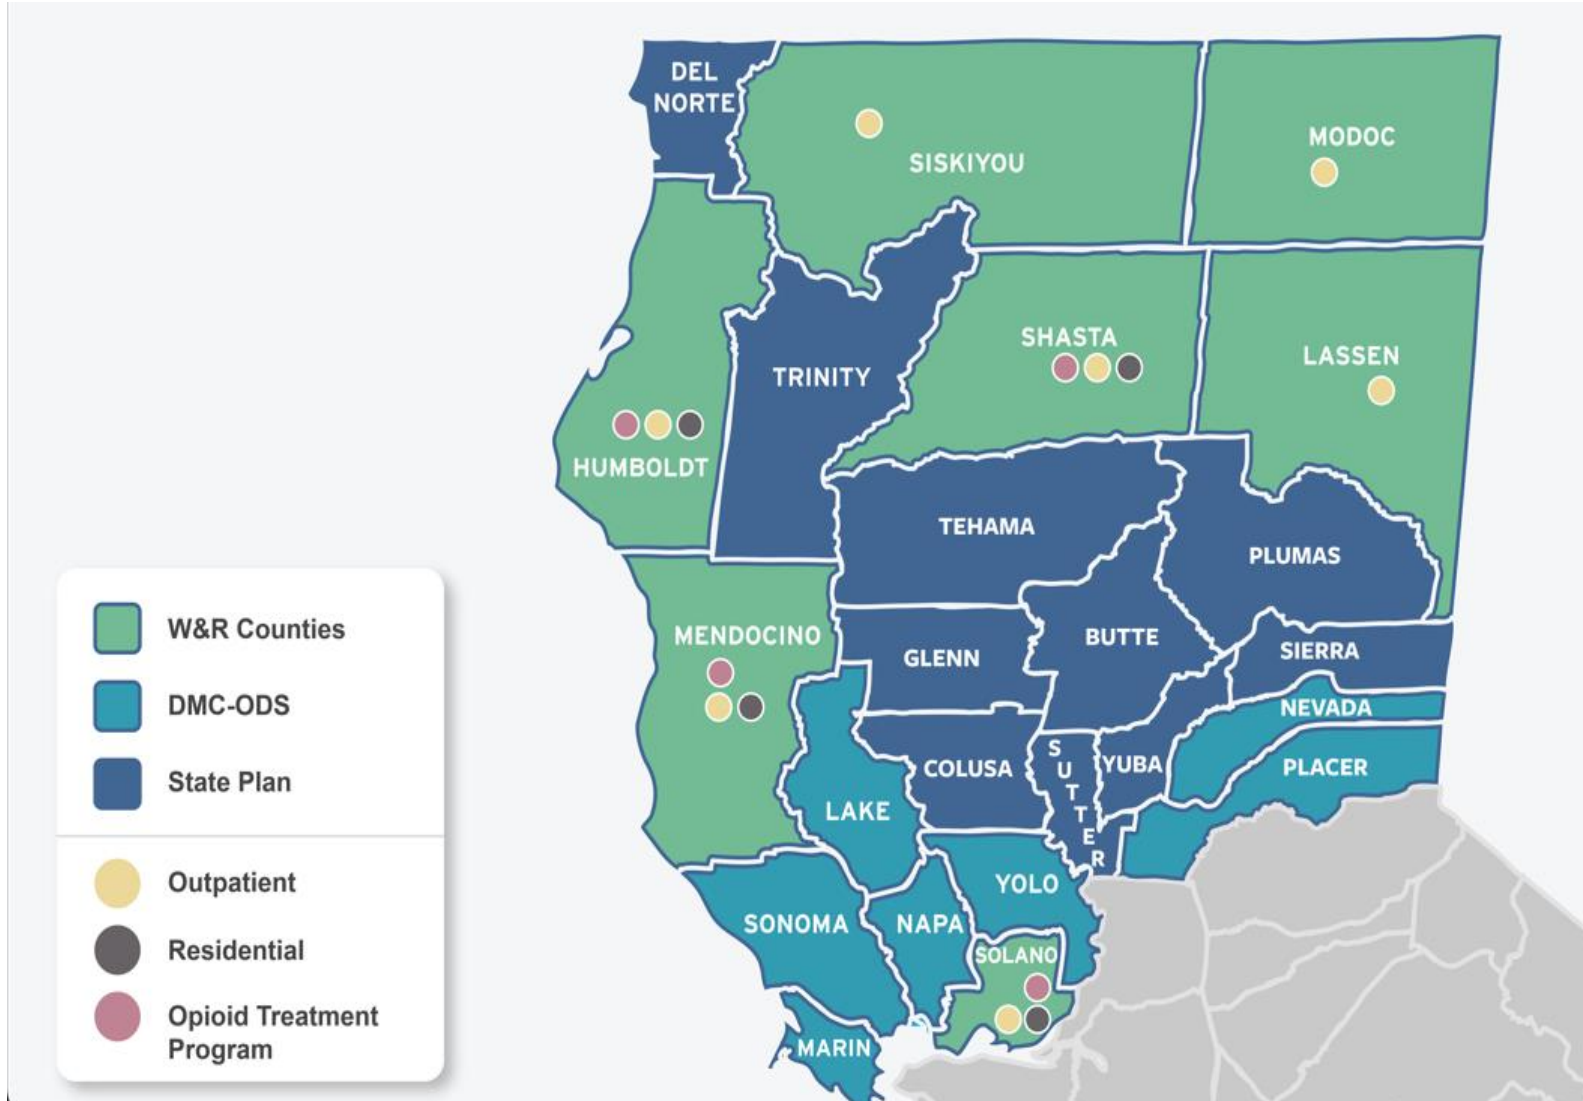 DEL
NORTE
SISKIYOU
MODOC
TRINITY
SHASTA
LASSEN
HUMBOLDT
TEHAMA
PLUMAS
MENDOCINO
GLENN
BUTTE
SIERRA
NEVADA
COLUSA
SUTTER
YUBA
PLACER
LAKE
YOLO
SONOMA
NAPA
SOLANO
MARIN
W&R Counties
DMC-ODS
State Plan
Outpatient
Residential
Opioid Treatment
Program